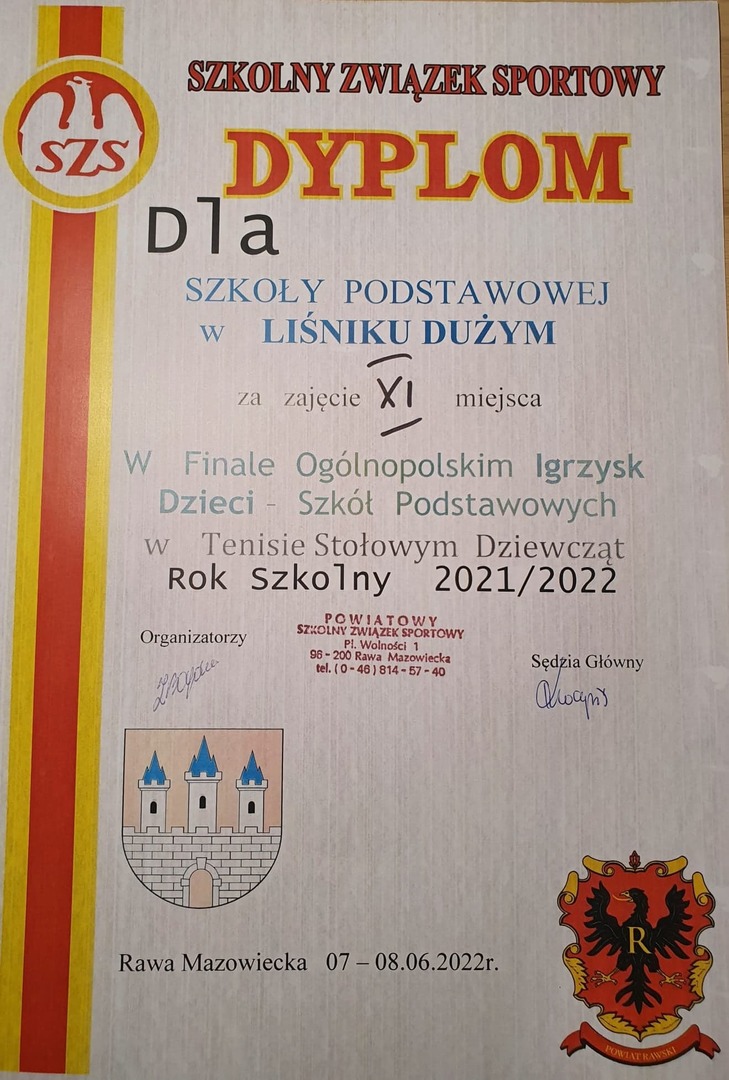 SZKOLNY ZWIĄZEK SPORTOWY
SZS
DYPLOM
Dla
SZKOŁY PODSTAWOWEJ
w LIŚNIKU DUŻYM
za zajęcie XI miejsca
W Finale Ogólnopolskim Igrzysk
Dzieci - Szkół Podstawowych
w Tenisie Stołowym Dziewcząt
Rok Szkolny 2021/2022
Organizatorzy
POWIATOWY
SZKOLNY ZWIĄZEK SPORTOWY
Pl. Wolności 1
96-200 Rawa Mazowiecka
tel. (0-46) 814-57-40
Sędzia Główny
R
Rawa Mazowiecka 07 – 08.06.2022r.
POWIAT RAWSKI